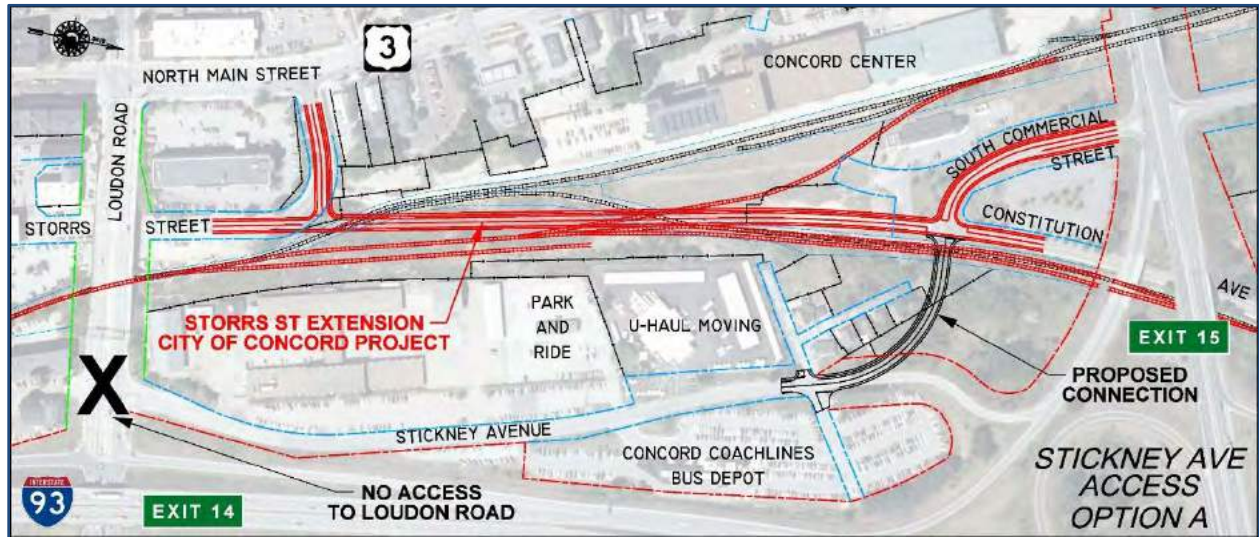 3
NORTH MAIN STREET
CONCORD CENTER
LOUDON ROAD
SOUTH COMMERCIAL
STREET
STORRS
STREET
CONSTITUTION
AVE
STORRS ST EXTENSION
CITY OF CONCORD PROJECT
PARK
AND
RIDE
U-HAUL MOVING
EXIT 15
PROPOSED
CONNECTION
X
STICKNEY AVENUE
CONCORD COACHLINES
BUS DEPOT
STICKNEY AVE
ACCESS
OPTION A
INTERSTATE
93
EXIT 14
NO ACCESS
TO LOUDON ROAD